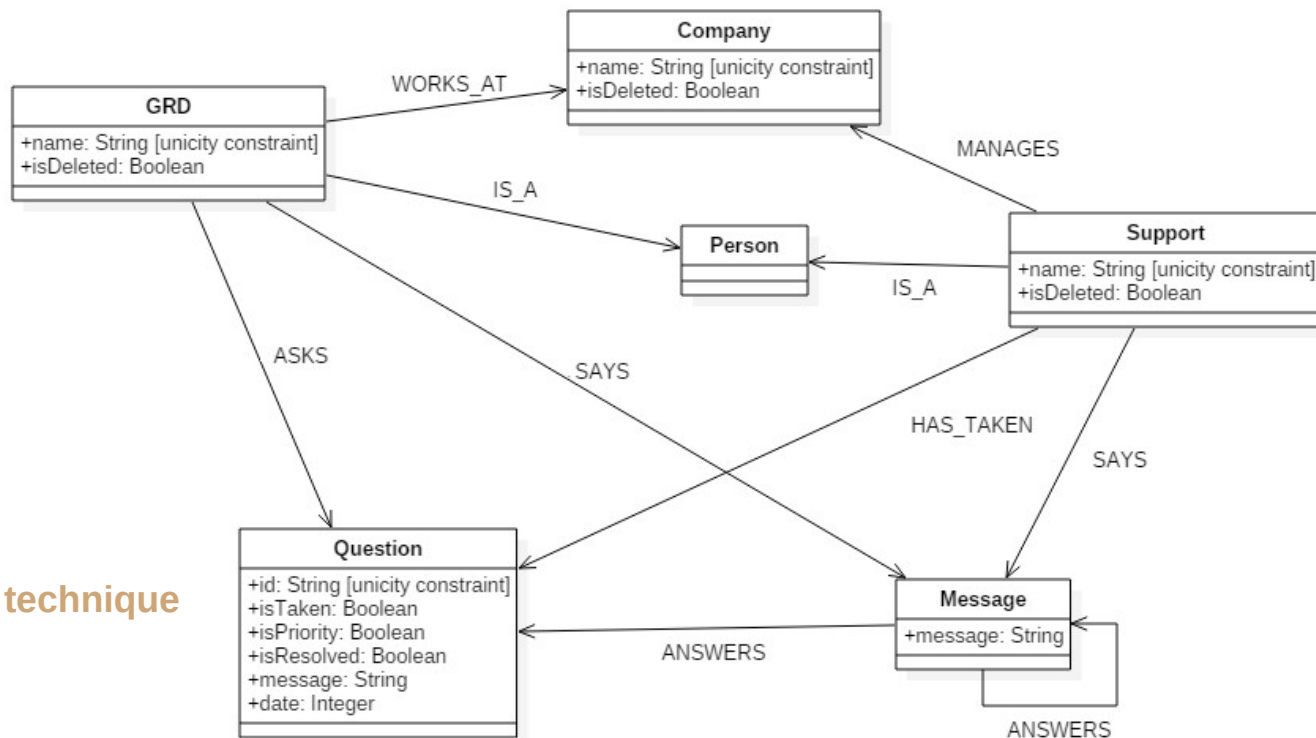 Company
+name: String [unicity constraint]
+isDeleted: Boolean
WORKS_AT
GRD
+name: String [unicity constraint]
+isDeleted: Boolean
MANAGES
IS_A
Person
Support
+name: String [unicity constraint]
+isDeleted: Boolean
IS_A
ASKS
SAYS
HAS_TAKEN
SAYS
Question
+id: String [unicity constraint]
+isTaken: Boolean
+isPriority: Boolean
+isResolved: Boolean
+message: String
+date: Integer
technique
Message
+message: String
ANSWERS
ANSWERS